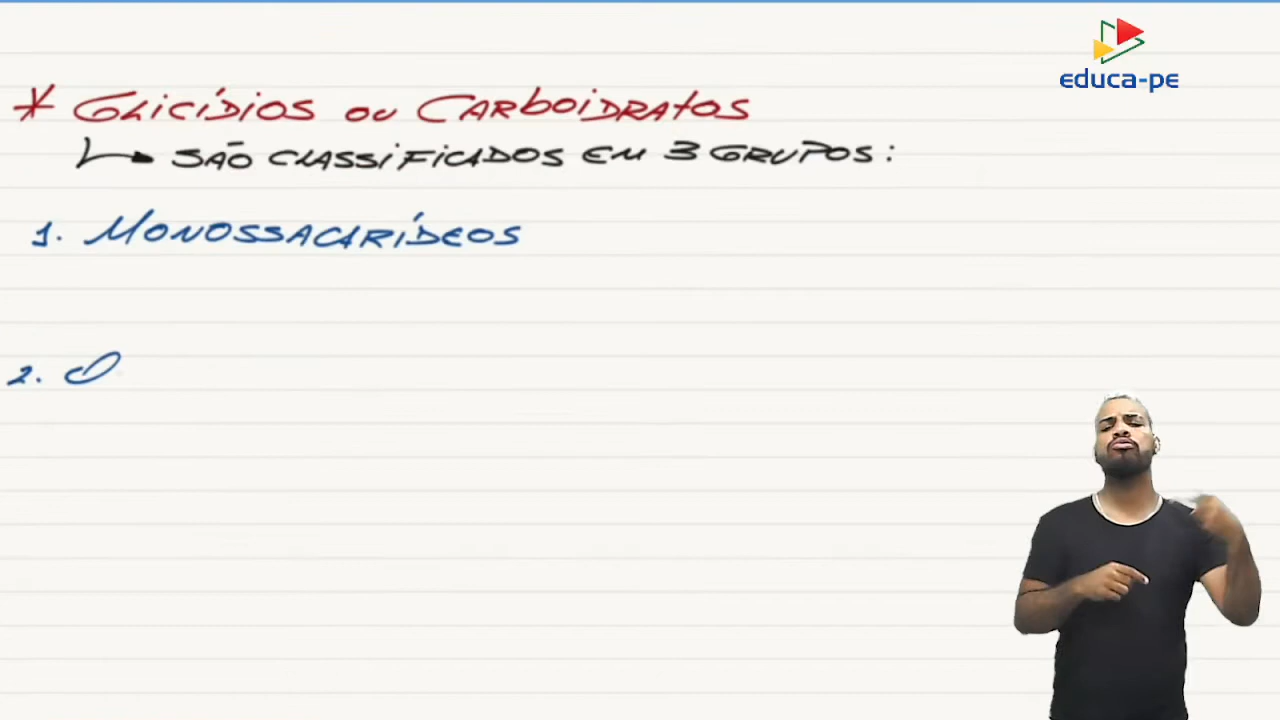 educa-pe
* GLICÍDIOS OU CARBOIDRATOS
↳ SÃO CLASSIFICADOS EM 3 GRUPOS:
1. MONOSSACARÍDEOS
2. O